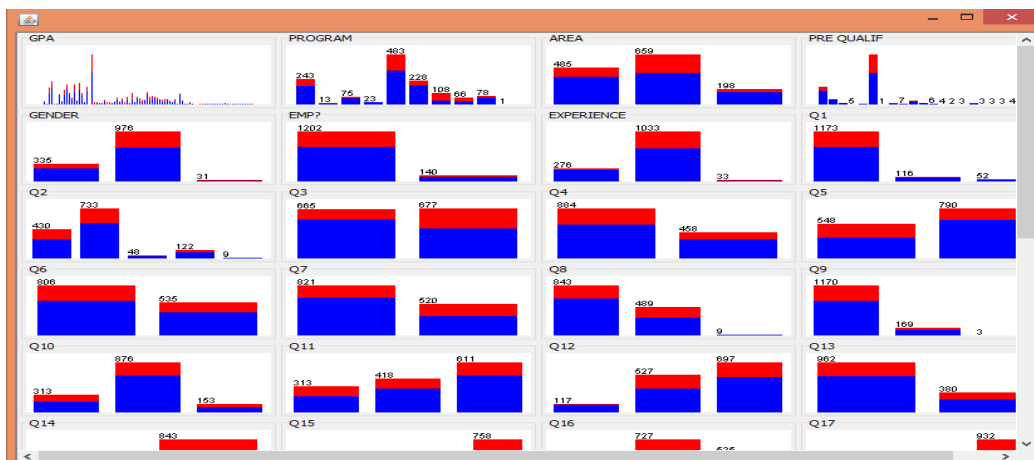 GPA PROGRAM AREA PRE QUALIF
243 13 75 23 483 228 108 66 78 1
485 659 198
5 1 7 6 4 2 3 3 3 3 4
GENDER EMP? EXPERIENCE Q1
335 976 31
1202 140
276 1033 33
1173 116 52
Q2 Q3 Q4 Q5
430 733 48 122 9
665 677
884 458
548 790
Q6 Q7 Q8 Q9
806 535
821 520
843 489 9
1170 169 3
Q10 Q11 Q12 Q13
313 876 153
313 418 611
117 527 697
962 380
Q14 Q15 Q16 Q17
843
758
727
932